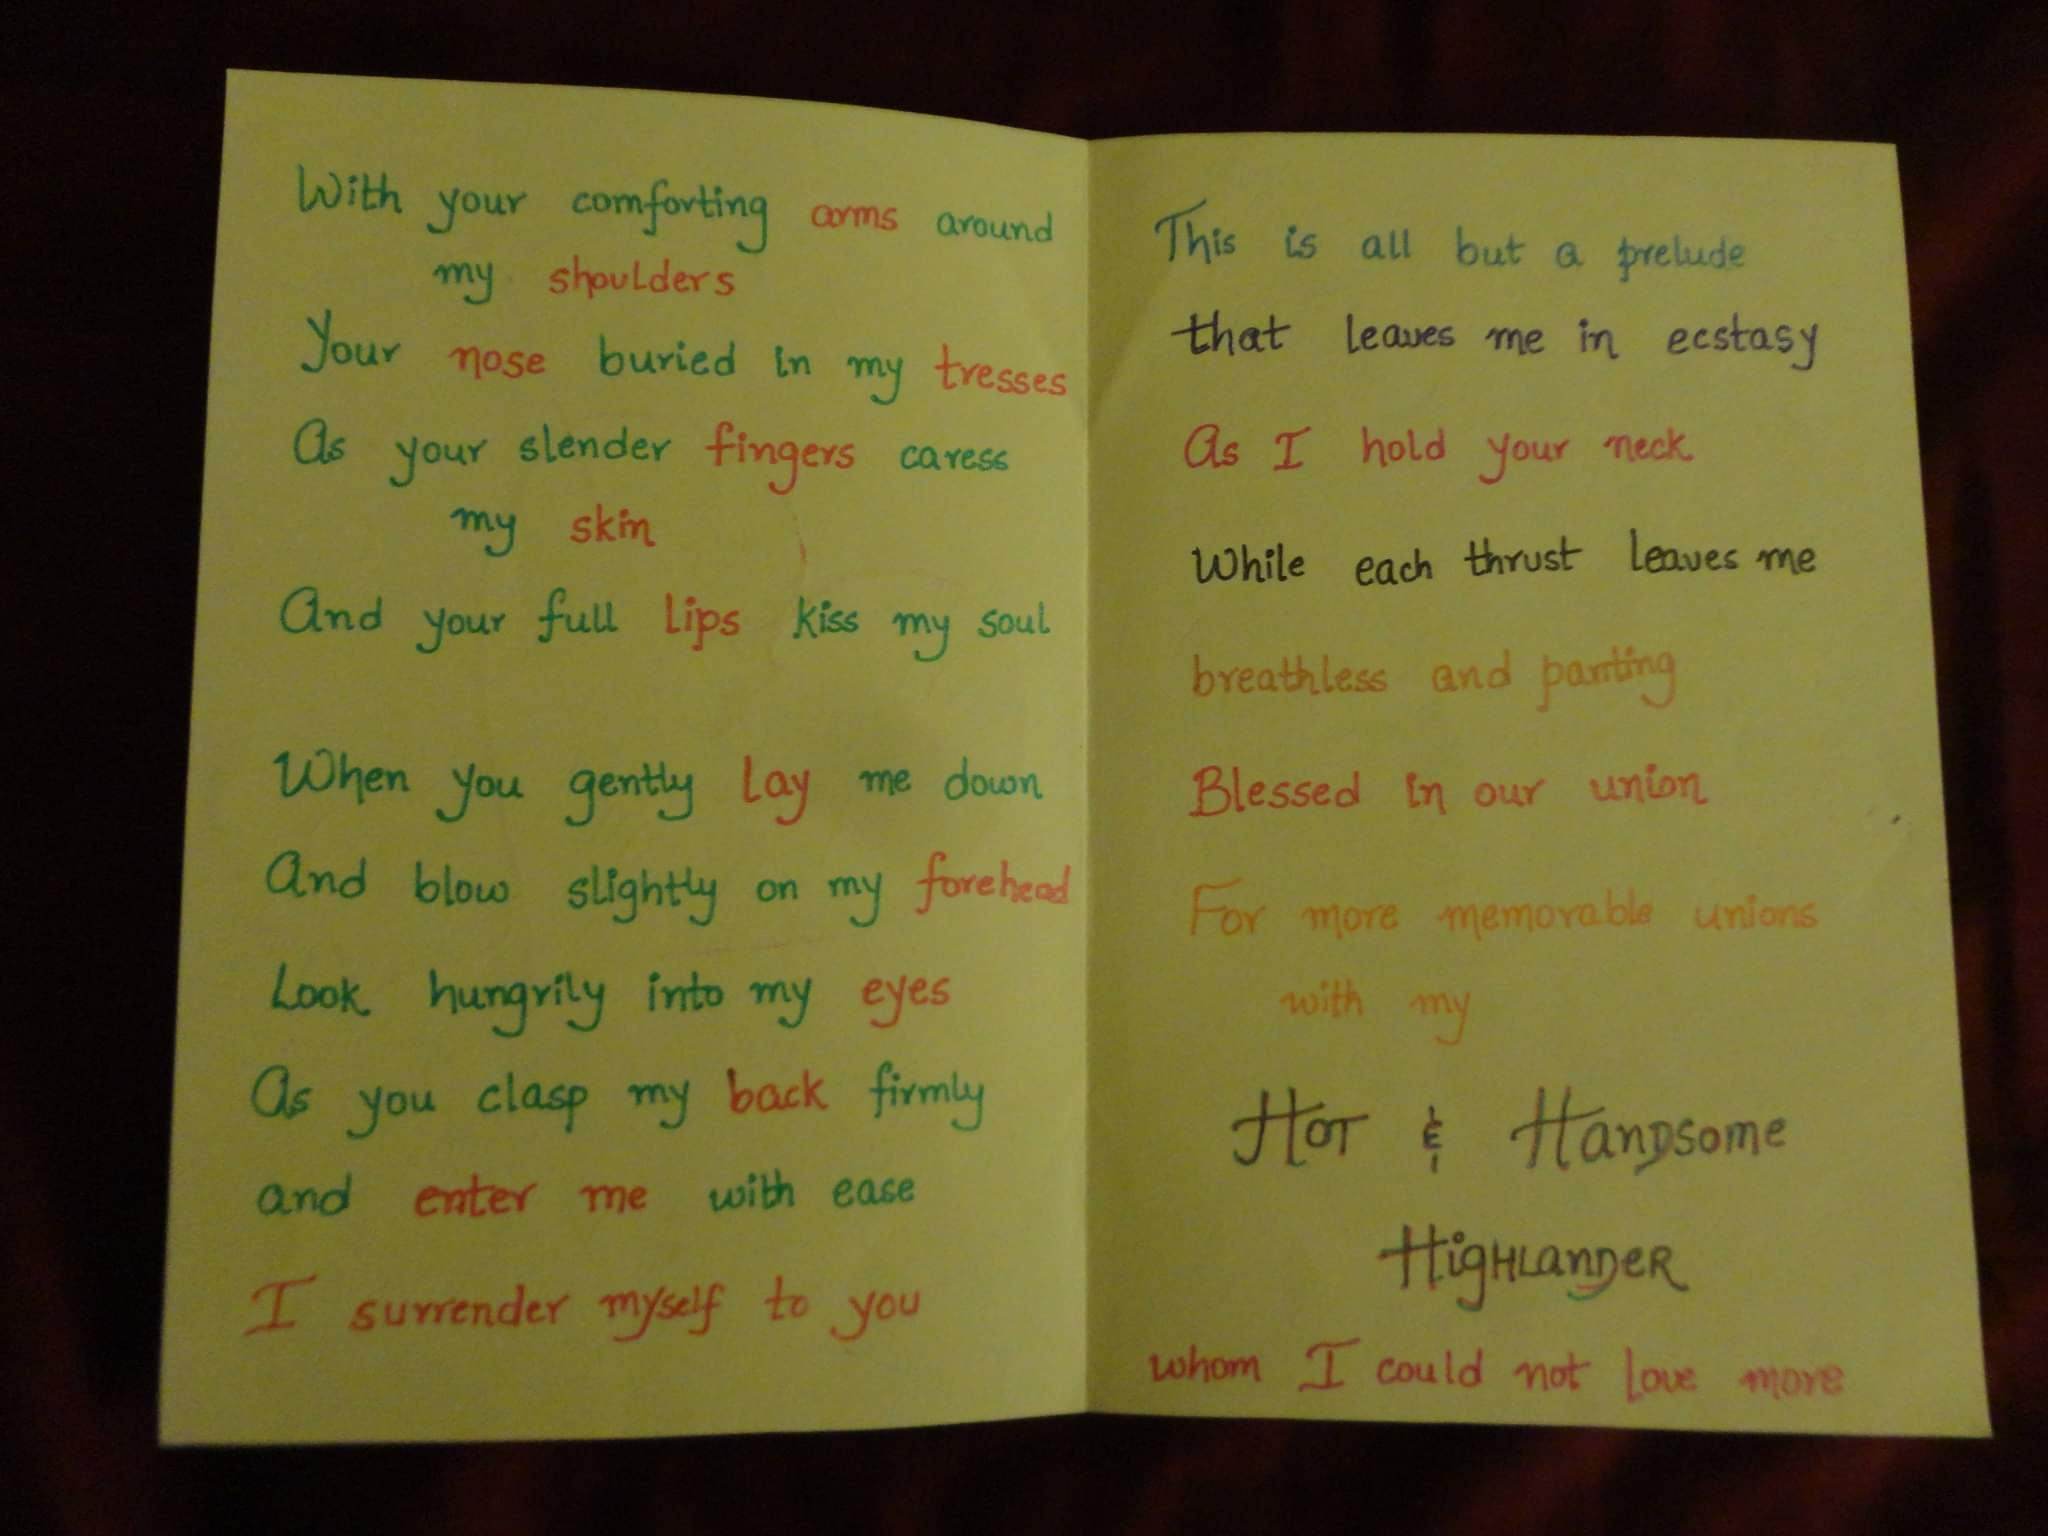 With your comforting arms around
my shoulders
Your nose buried in my tresses
As your slender fingers caress
my skin
And your full lips kiss my soul
When you gently lay me down
And blow slightly on my forehead
Look hungrily into my eyes
As you clasp my back firmly
and enter me with ease
I surrender myself to you
This is all but a prelude
that leaves me in ecstasy
As I hold your neck
While each thrust leaves me
breathless and panting
Blessed in our union
For more memorable unions
with my
HOT & HANDSOME
HIGHLANDER
whom I could not love more